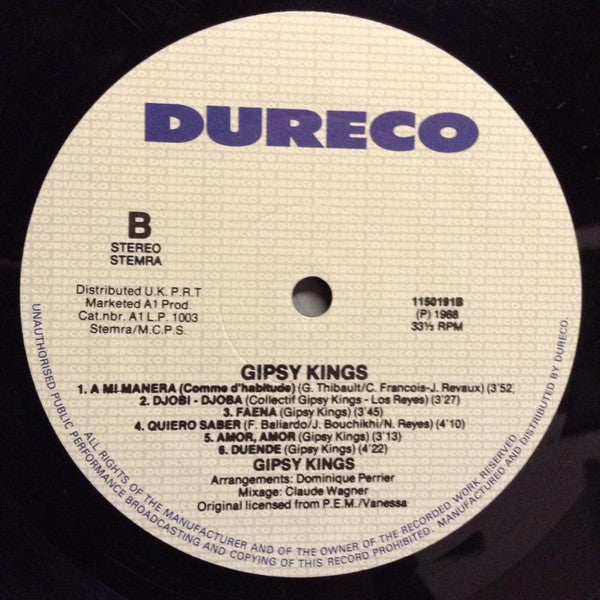 DURECO
B
STEREO
STEMRA
Distributed U.K. P.R.T
Marketed A1 Prod.
Cat.nbr. A1 L.P. 1003
Stemra/M.C.P.S.
1150191B
(P) 1988
33⅓ RPM
GIPSY KINGS
1. A MI MANERA (Comme d'habitude) (G. Thibault/C. Francois-J. Revaux) (3'52)
2. DJOBI - DJOBA (Collectif Gipsy Kings - Los Reyes) (3'27)
3. FAENA (Gipsy Kings) (3'45)
4. QUIERO SABER (F. Baliardo/J. Bouchikhi/N. Reyes) (4'10)
5. AMOR, AMOR (Gipsy Kings) (3'13)
6. DUENDE (Gipsy Kings) (4'22)
GIPSY KINGS
Arrangements: Dominique Perrier
Mixage: Claude Wagner
Original licensed from P.E.M./Vanessa
ALL RIGHTS OF THE MANUFACTURER AND OF THE OWNER OF THE RECORDED WORK RESERVED
UNAUTHORISED PUBLIC PERFORMANCE BROADCASTING AND COPYING OF THIS RECORD PROHIBITED. MANUFACTURED AND DISTRIBUTED BY DURECO.